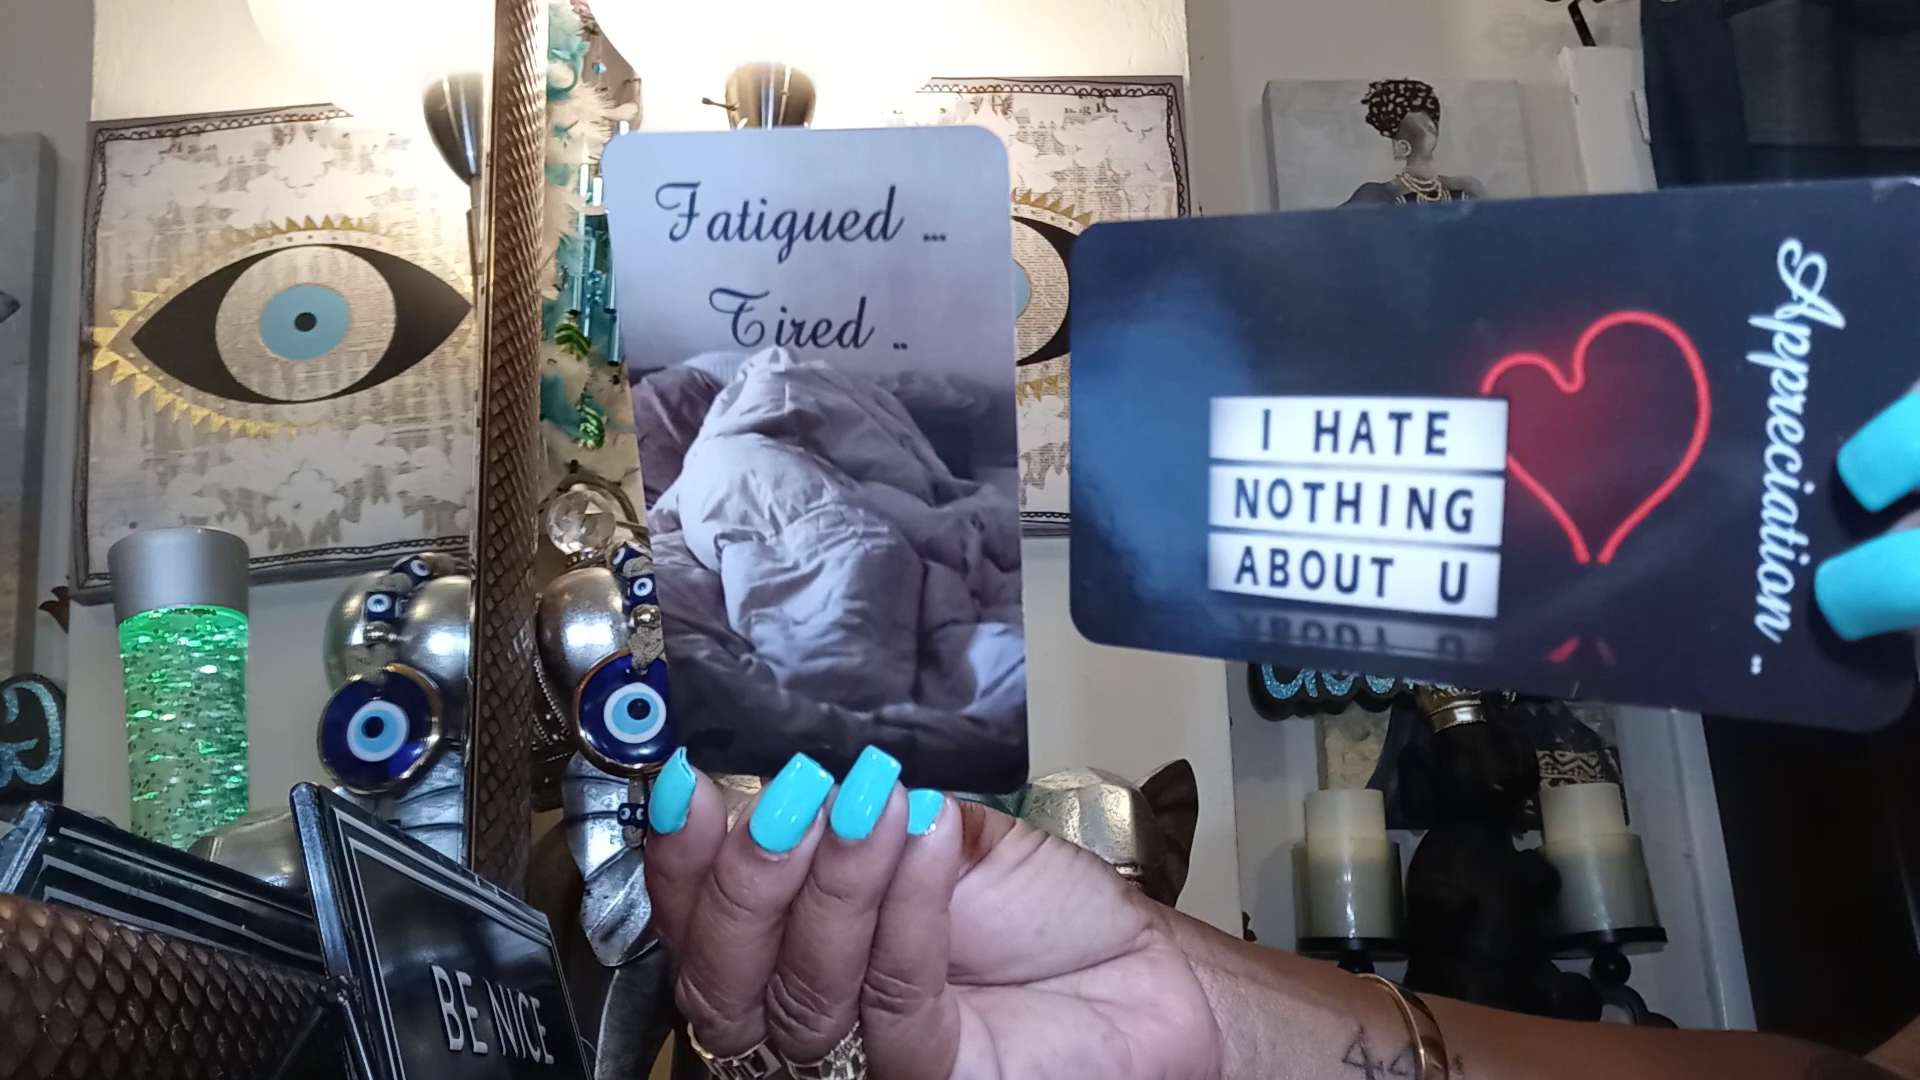 Fatigued ...
Tired ..
Appreciation ..
I HATE
NOTHING
ABOUT U
BE NICE